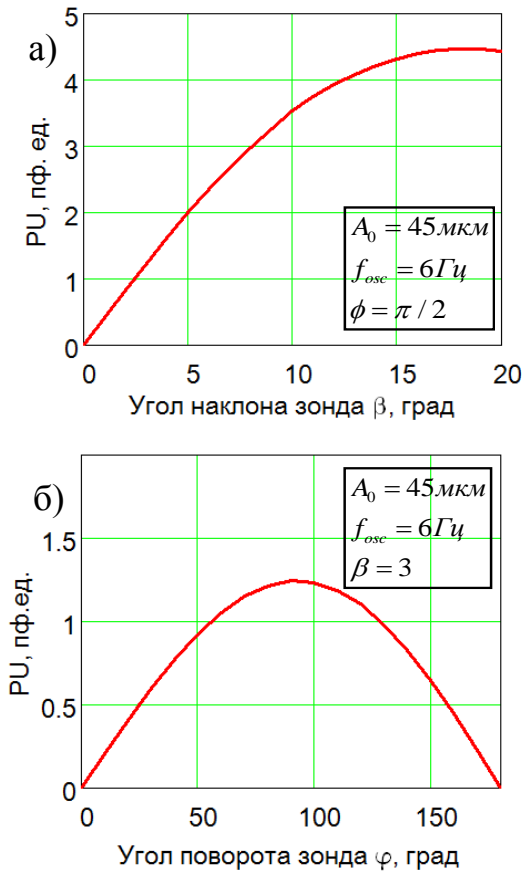 а)
PU, пф. ед.
5
4
3
2
1
0
A₀ = 45мкм
f_osc = 6Гц
ϕ = π / 2
0 5 10 15 20
Угол наклона зонда β, град
б)
PU, пф.ед.
1.5
1
0.5
0
A₀ = 45мкм
f_osc = 6Гц
β = 3
0 50 100 150
Угол поворота зонда φ, град